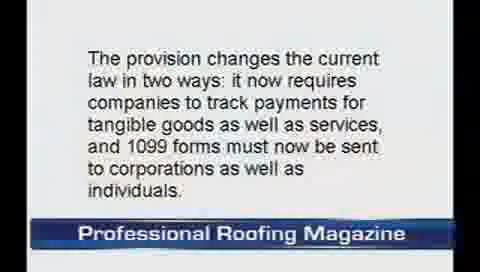 The provision changes the current
law in two ways: it now requires
companies to track payments for
tangible goods as well as services,
and 1099 forms must now be sent
to corporations as well as
individuals.
Professional Roofing Magazine